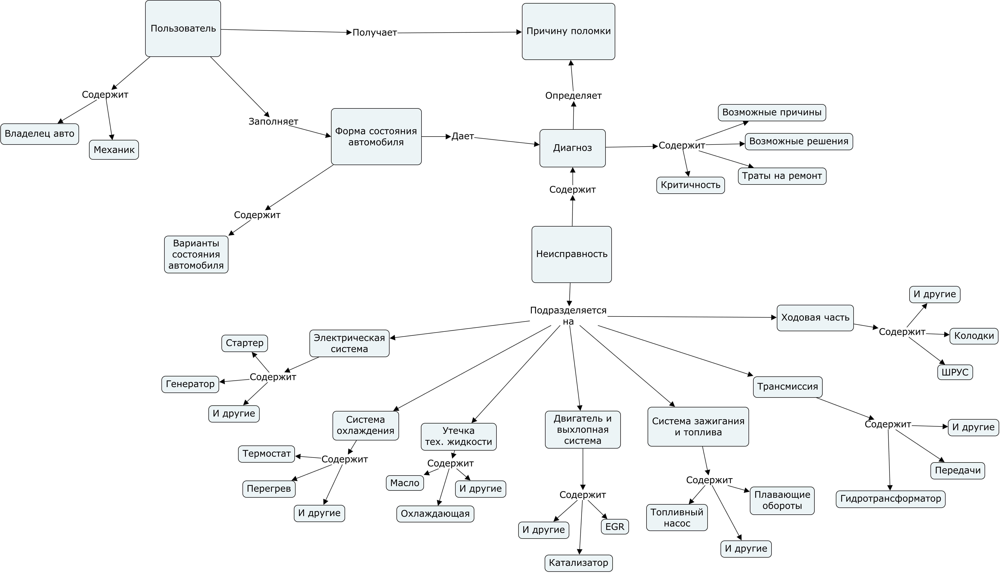 Пользователь
Получает
Причину поломки
Содержит
Владелец авто
Механик
Заполняет
Форма состояния
автомобиля
Дает
Определяет
Диагноз
Содержит
Возможные причины
Возможные решения
Траты на ремонт
Критичность
Содержит
Содержит
Варианты
состояния
автомобиля
Неисправность
Подразделяется
на
Ходовая часть
Содержит
И другие
Колодки
ШРУС
Электрическая
система
Стартер
Содержит
Генератор
И другие
Система
охлаждения
Термостат
Содержит
Перегрев
И другие
Утечка
тех. жидкости
Содержит
Масло
И другие
Охлаждающая
Двигатель и
выхлопная
система
Содержит
И другие
EGR
Катализатор
Система зажигания
и топлива
Содержит
Плавающие
обороты
Топливный
насос
И другие
Трансмиссия
Содержит
И другие
Передачи
Гидротрансформатор